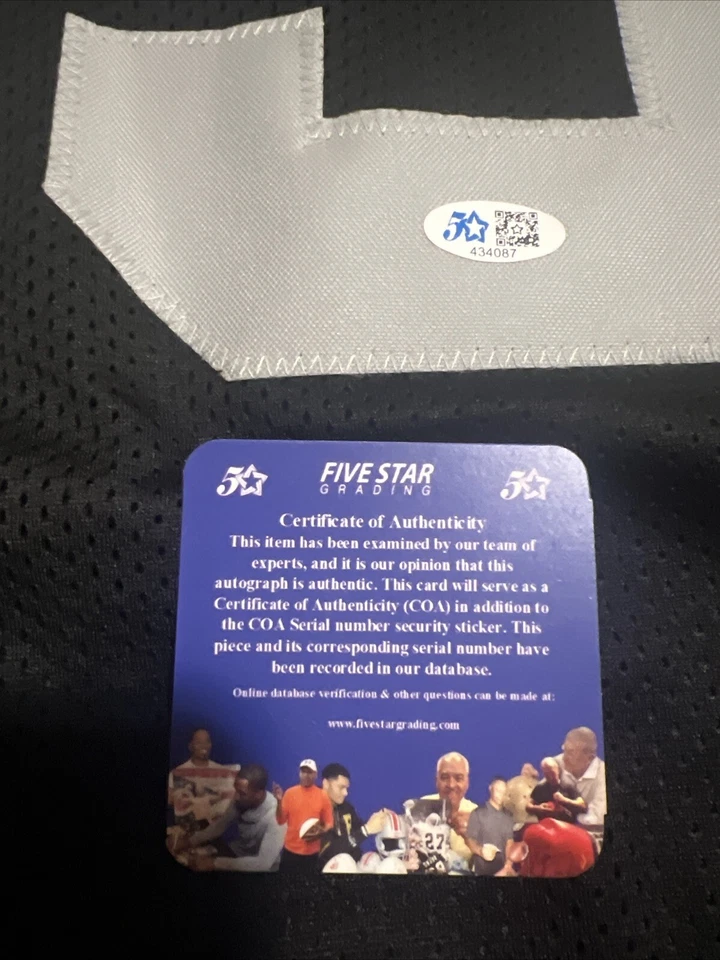 5
434087
5
FIVE STAR
5
GRADING
Certificate of Authenticity
This item has been examined by our team of
experts, and it is our opinion that this
autograph is authentic. This card will serve as a
Certificate of Authenticity (COA) in addition to
the COA Serial number security sticker. This
piece and its corresponding serial number have
been recorded in our database.
Online database verification & other questions can be made at:
www.fivestargrading.com
27